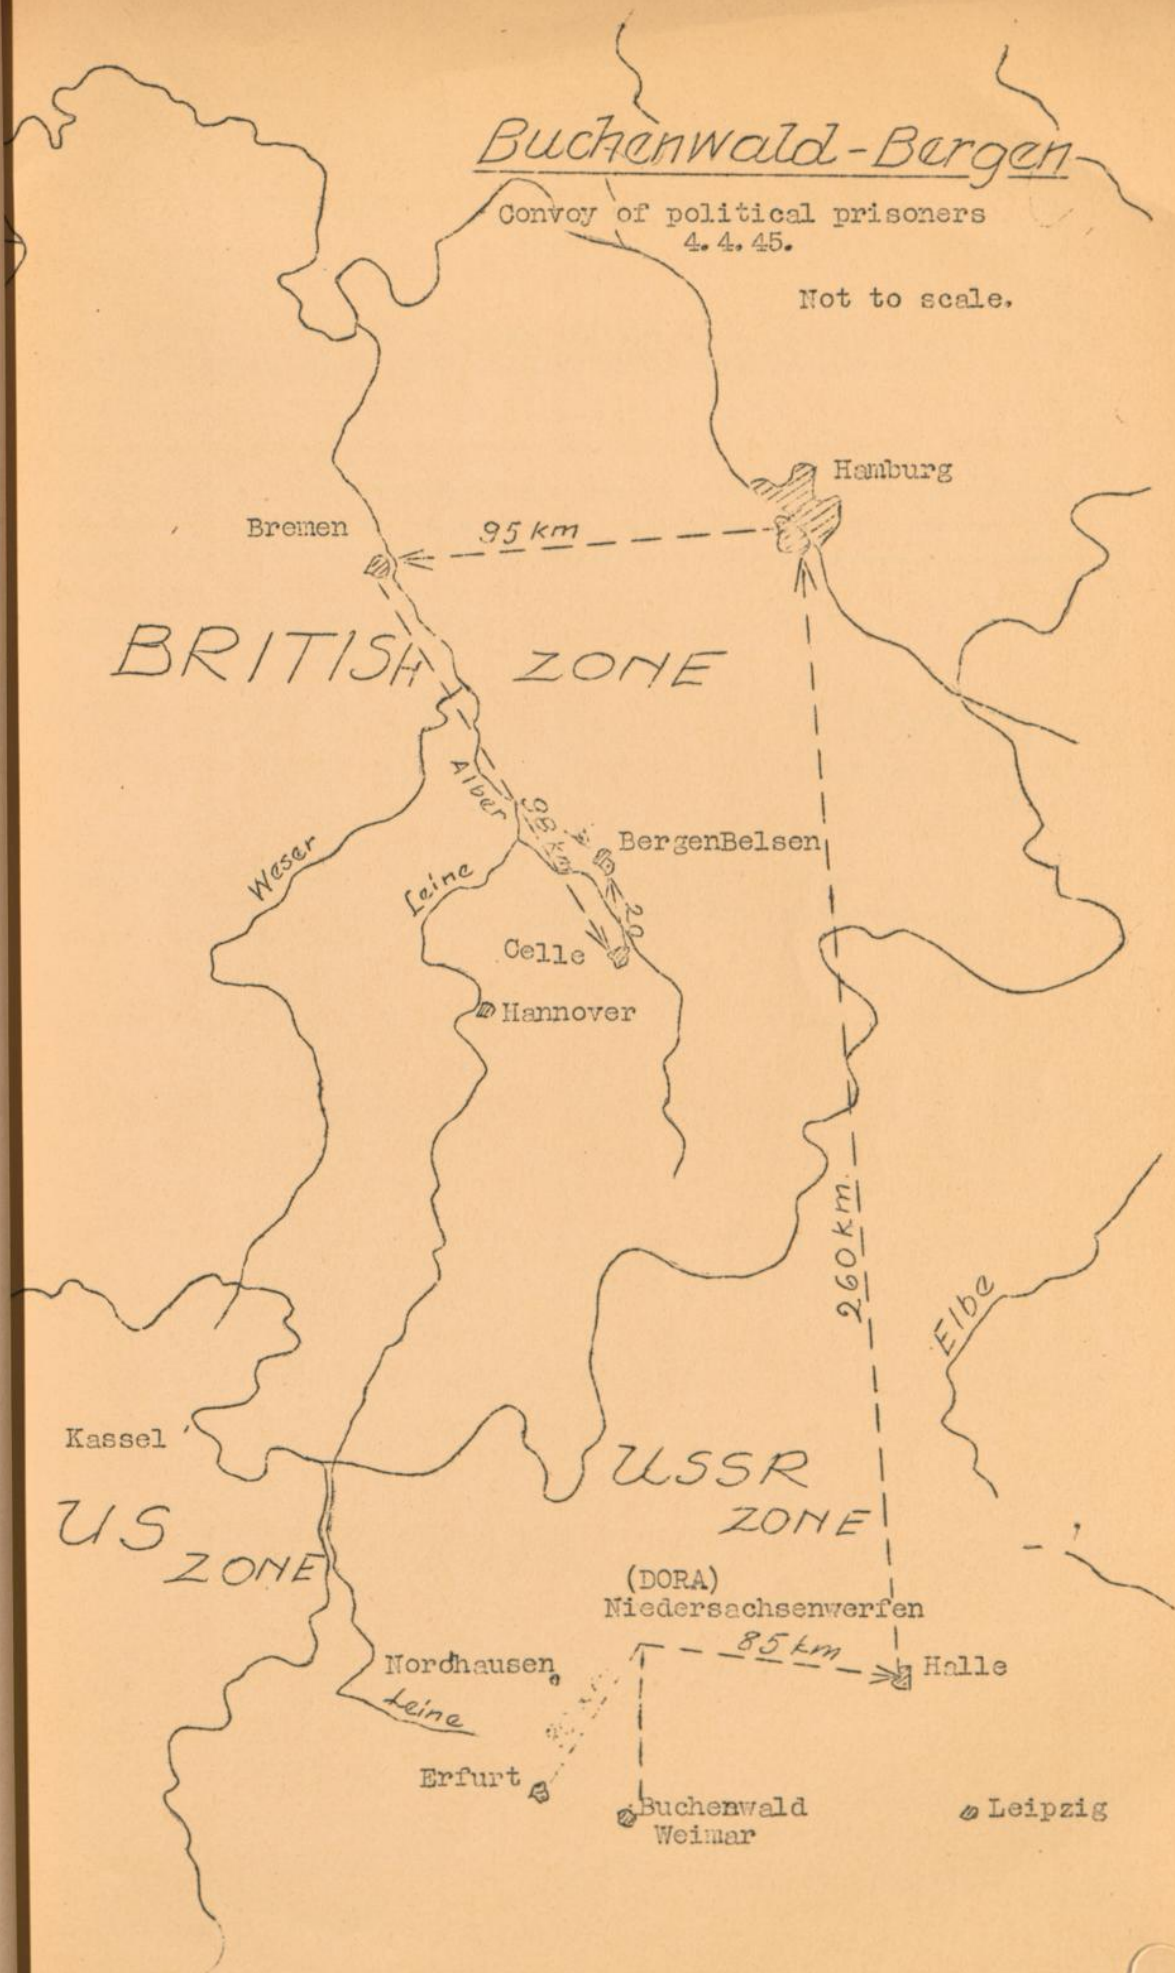 Buchenwald-Bergen
Convoy of political prisoners
4.4.45.
Not to scale.
Hamburg
Bremen
95 km
BRITISH ZONE
Aller
98 km
BergenBelsen
Weser
Leine
20
Celle
Hannover
260 km.
Elbe
Kassel
USSR
ZONE
US
ZONE
(DORA)
Niedersachsenwerfen
85 km
Nordhausen
Halle
Leine
Erfurt
Buchenwald
Weimar
Leipzig